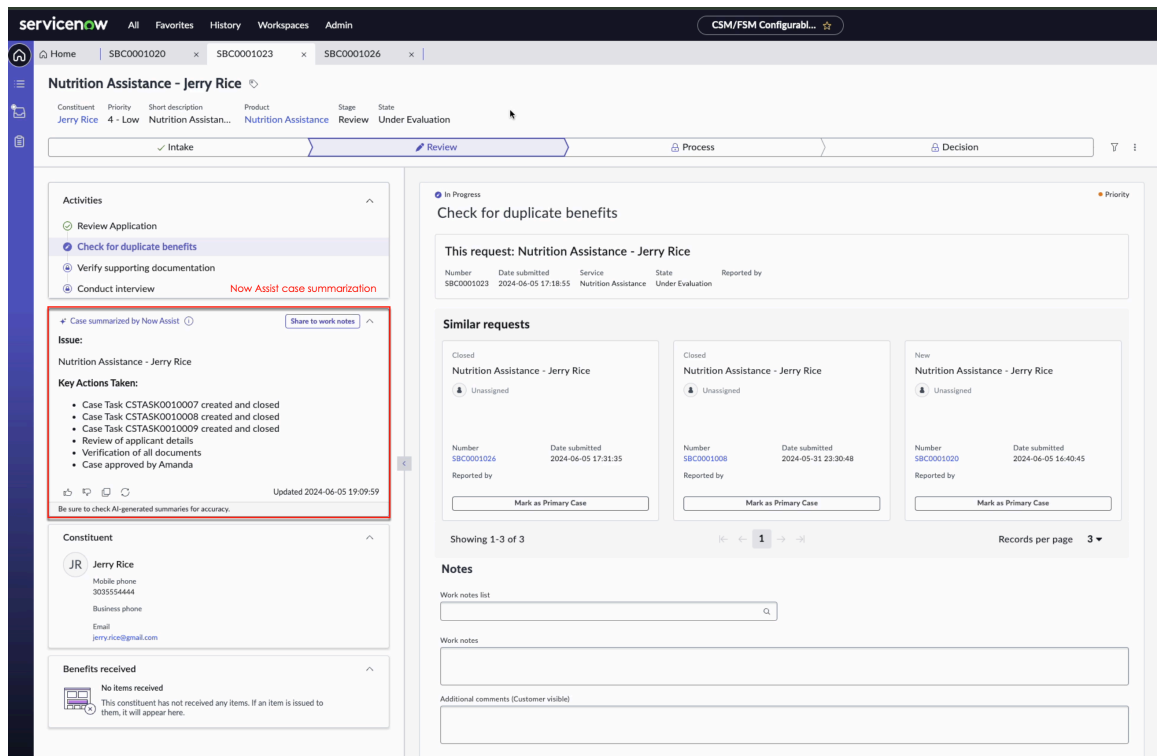 servicenow All Favorites History Workspaces Admin CSM/FSM Configurabl...
Home SBC0001020 × SBC0001023 × SBC0001026 ×
Nutrition Assistance - Jerry Rice
Constituent Priority Short description Product Stage State
Jerry Rice 4 - Low Nutrition Assistan... Nutrition Assistance Review Under Evaluation
Intake Review Process Decision
Activities
Review Application
Check for duplicate benefits
Verify supporting documentation
Conduct interview
Now Assist case summarization
Case summarized by Now Assist Share to work notes
Issue:
Nutrition Assistance - Jerry Rice
Key Actions Taken:
• Case Task CSTASK0010007 created and closed
• Case Task CSTASK0010008 created and closed
• Case Task CSTASK0010009 created and closed
• Review of applicant details
• Verification of all documents
• Case approved by Amanda
Updated 2024-06-05 19:09:59
Be sure to check AI-generated summaries for accuracy.
Constituent
JR Jerry Rice
Mobile phone
3035554444
Business phone
Email
jerry.rice@gmail.com
Benefits received
No items received
This constituent has not received any items. If an item is issued to
them, it will appear here.
In Progress Priority
Check for duplicate benefits
This request: Nutrition Assistance - Jerry Rice
Number Date submitted Service State Reported by
SBC0001023 2024-06-05 17:18:55 Nutrition Assistance Under Evaluation
Similar requests
Closed
Nutrition Assistance - Jerry Rice
Unassigned
Number Date submitted
SBC0001026 2024-06-05 17:31:35
Reported by
Mark as Primary Case
Closed
Nutrition Assistance - Jerry Rice
Unassigned
Number Date submitted
SBC0001008 2024-05-31 23:30:48
Reported by
Mark as Primary Case
New
Nutrition Assistance - Jerry Rice
Unassigned
Number Date submitted
SBC0001020 2024-06-05 16:40:45
Reported by
Mark as Primary Case
Showing 1-3 of 3 1 Records per page 3
Notes
Work notes list
Work notes
Additional comments (Customer visible)